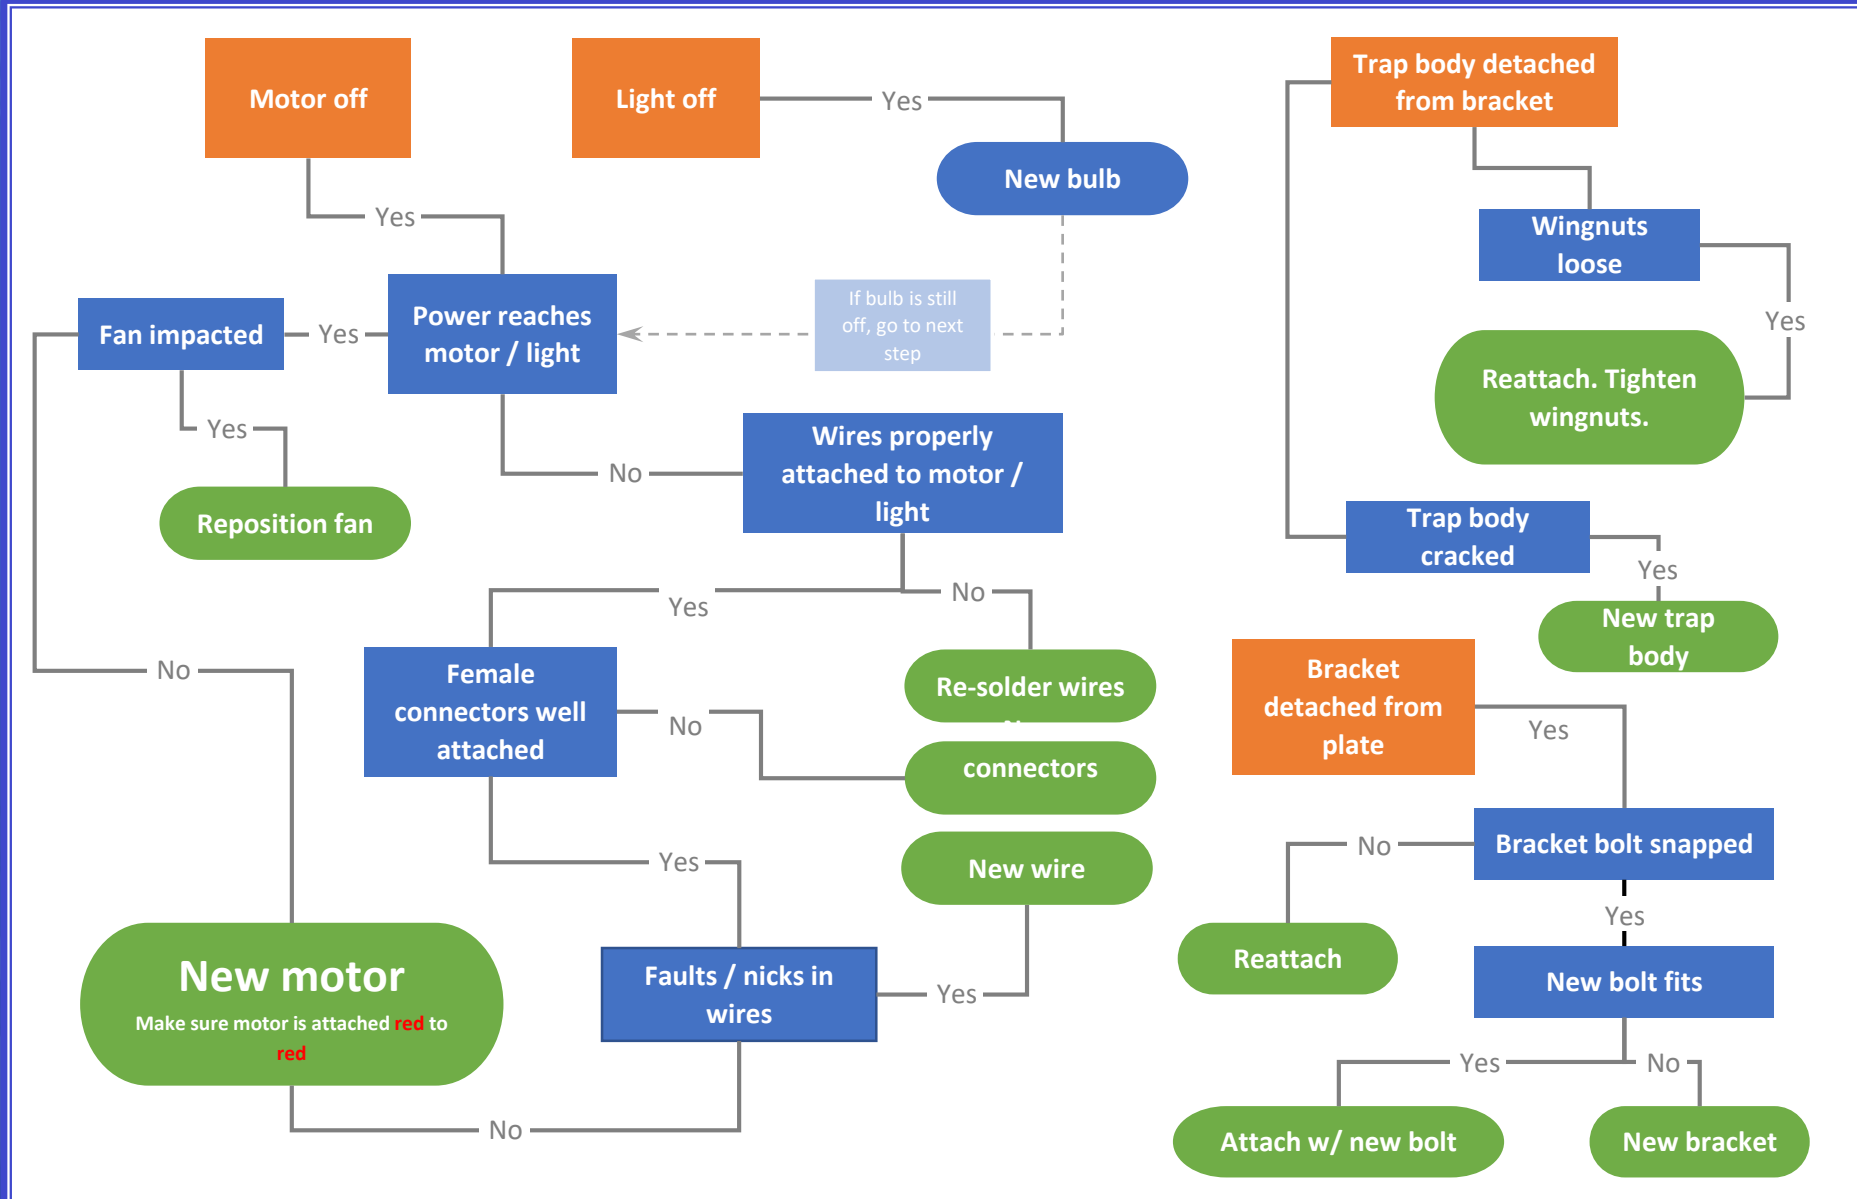 Motor off
Light off
Yes
Trap body detached
from bracket
New bulb
Yes
Wingnuts
loose
If bulb is still
off, go to next
step
Fan impacted
Yes
Power reaches
motor / light
Yes
Reattach. Tighten
wingnuts.
Yes
Wires properly
attached to motor /
light
No
Reposition fan
Trap body
cracked
Yes
New trap
body
Yes
No
No
Female
connectors well
attached
No
Re-solder wires
connectors
Bracket
detached from
plate
Yes
Yes
New wire
Bracket bolt snapped
No
Yes
Reattach
New motor
Make sure motor is attached red to
red
Faults / nicks in
wires
Yes
New bolt fits
Yes
No
No
Attach w/ new bolt
New bracket